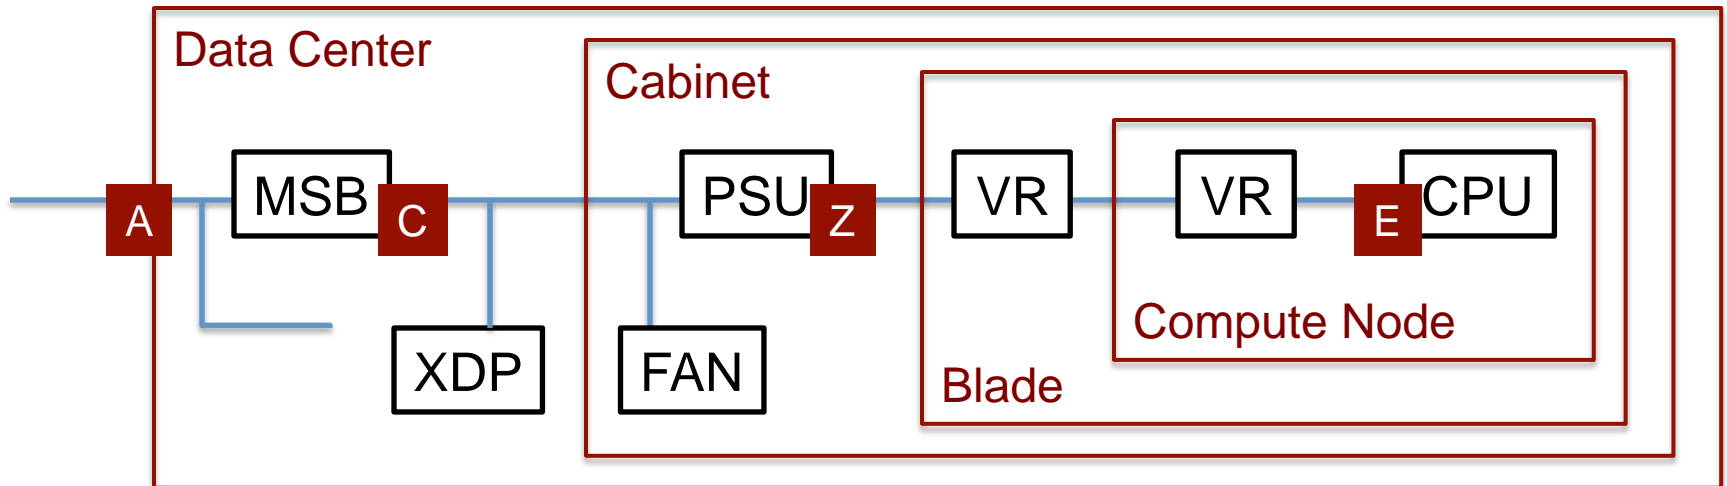 Data Center
Cabinet
MSB
PSU
VR
VR
CPU
A
C
Z
E
Compute Node
XDP
FAN
Blade